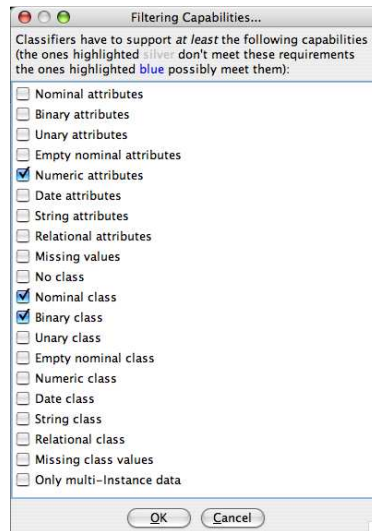 Filtering Capabilities...
Classifiers have to support at least the following capabilities
(the ones highlighted silver don't meet these requirements
the ones highlighted blue possibly meet them):
Nominal attributes
Binary attributes
Unary attributes
Empty nominal attributes
Numeric attributes
Date attributes
String attributes
Relational attributes
Missing values
No class
Nominal class
Binary class
Unary class
Empty nominal class
Numeric class
Date class
String class
Relational class
Missing class values
Only multi-Instance data
OK Cancel